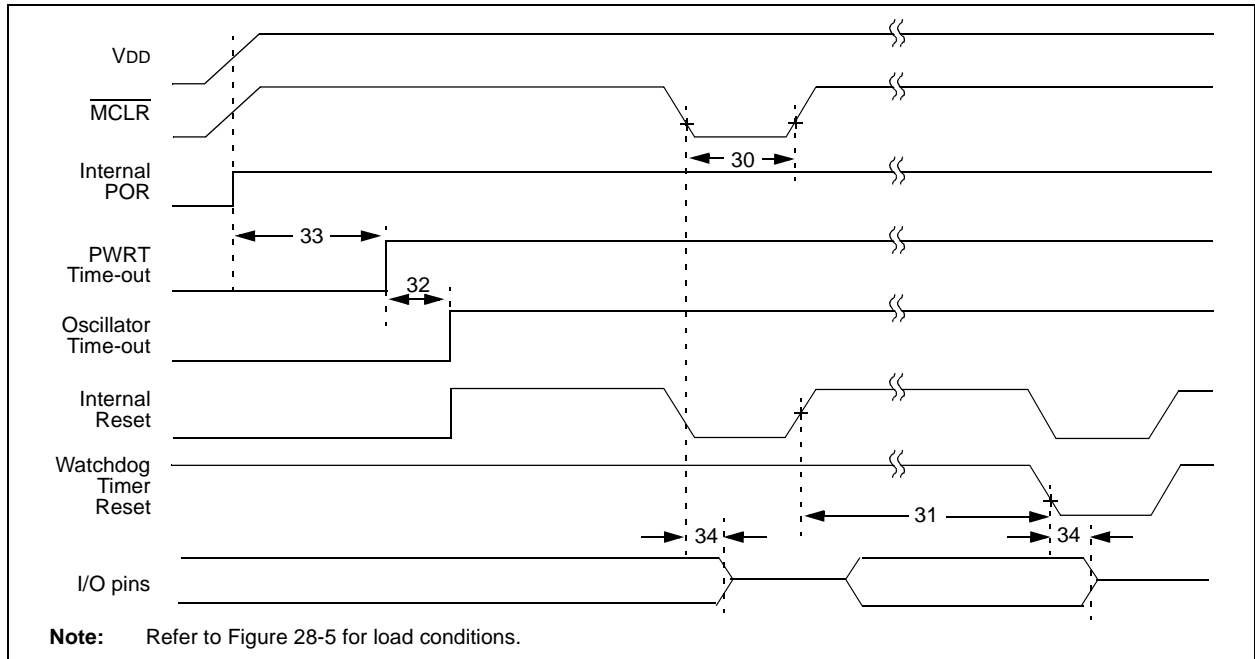 VDD
MCLR
Internal
POR
30
33
PWRT
Time-out
32
Oscillator
Time-out
Internal
Reset
Watchdog
Timer
Reset
31
34
34
I/O pins
Note: Refer to Figure 28-5 for load conditions.